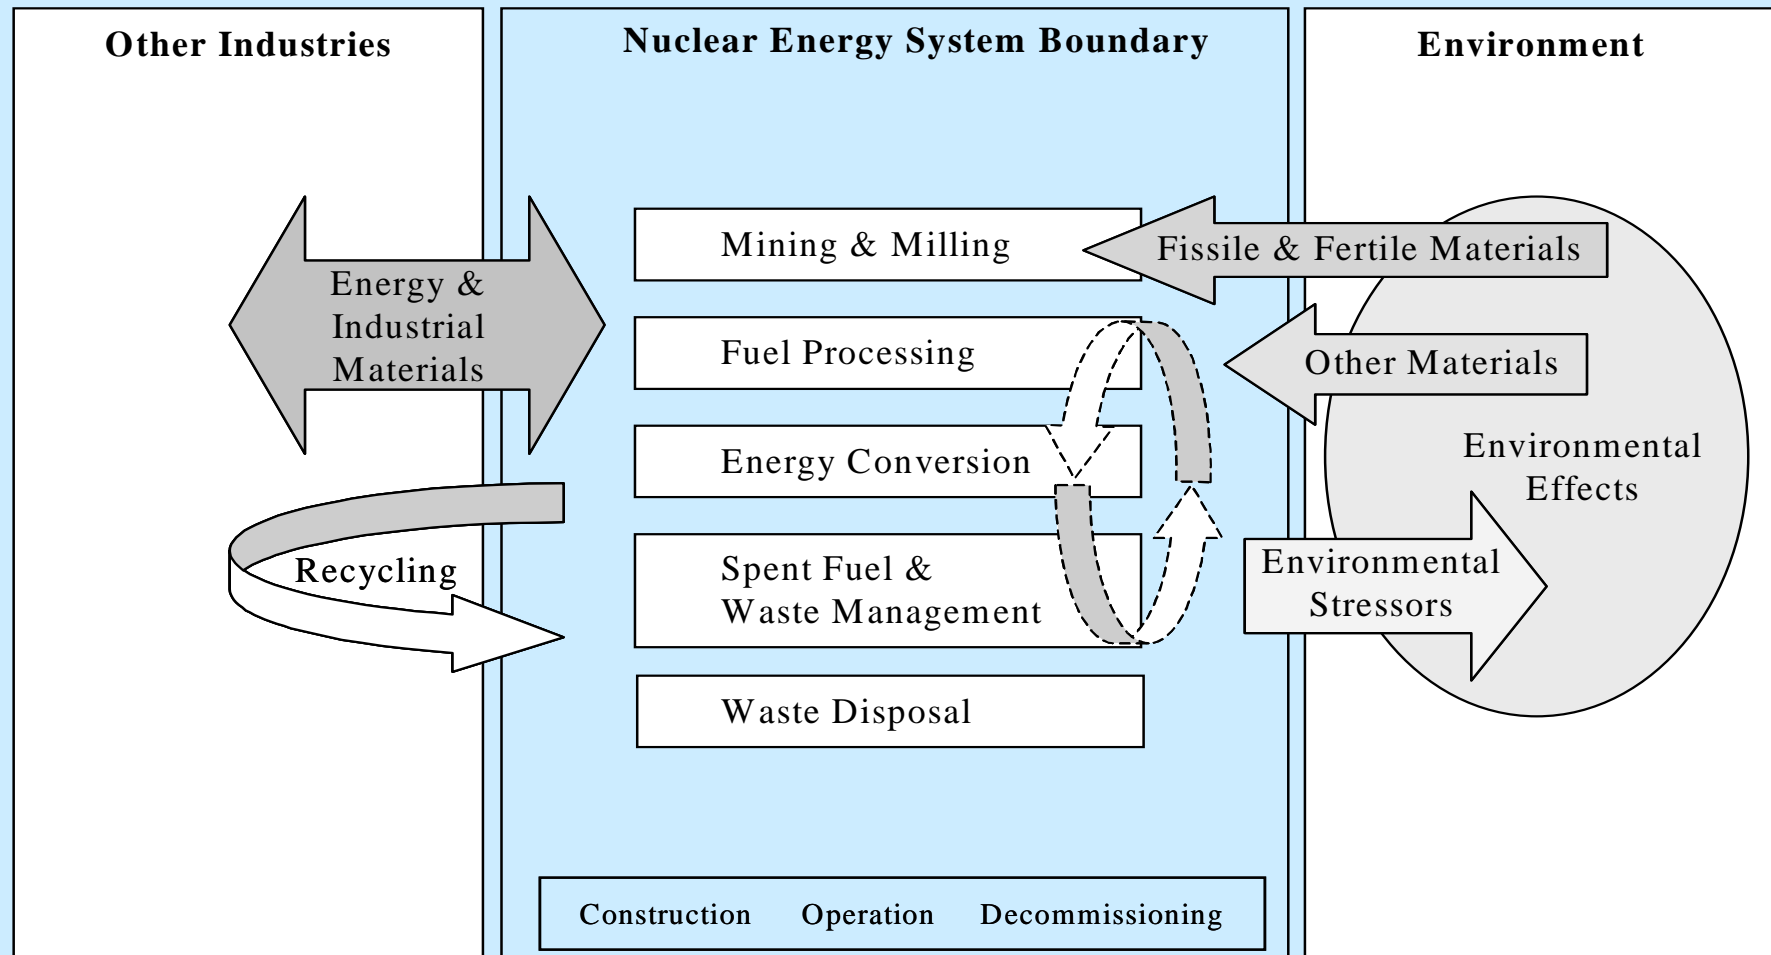 Other Industries
Nuclear Energy System Boundary
Environment
Energy &
Industrial
Materials
Recycling
Mining & Milling
Fuel Processing
Energy Conversion
Spent Fuel &
Waste Management
Waste Disposal
Fissile & Fertile Materials
Other Materials
Environmental
Effects
Environmental
Stressors
Construction Operation Decommissioning